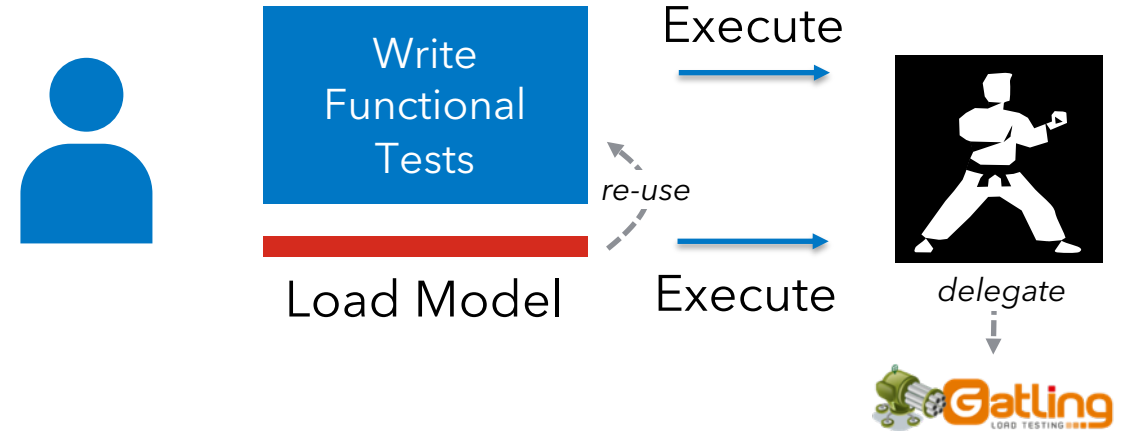 Write
Functional
Tests
Execute
re-use
Load Model
Execute
delegate
Gatling
LOAD TESTING